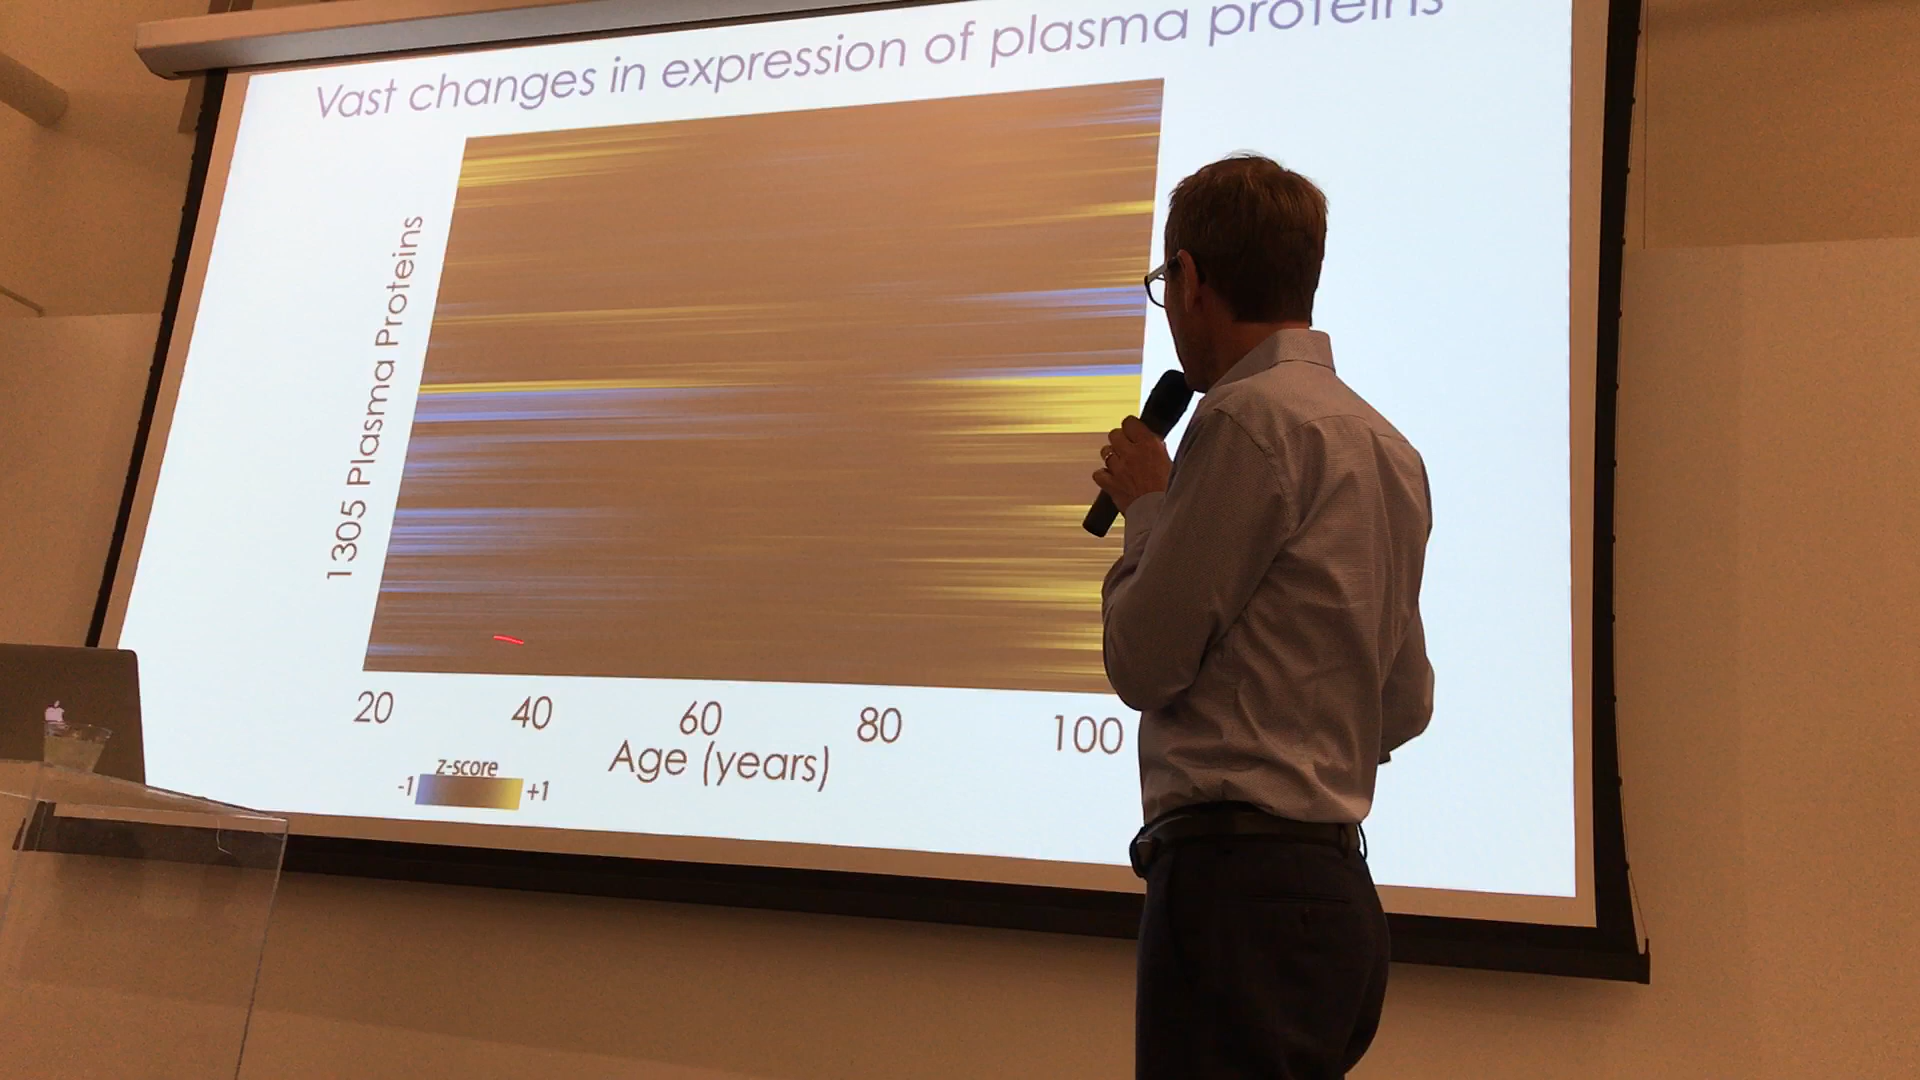 Vast changes in expression of plasma proteins
1305 Plasma Proteins
20 40 60 80 100
Age (years)
z-score
-1 +1